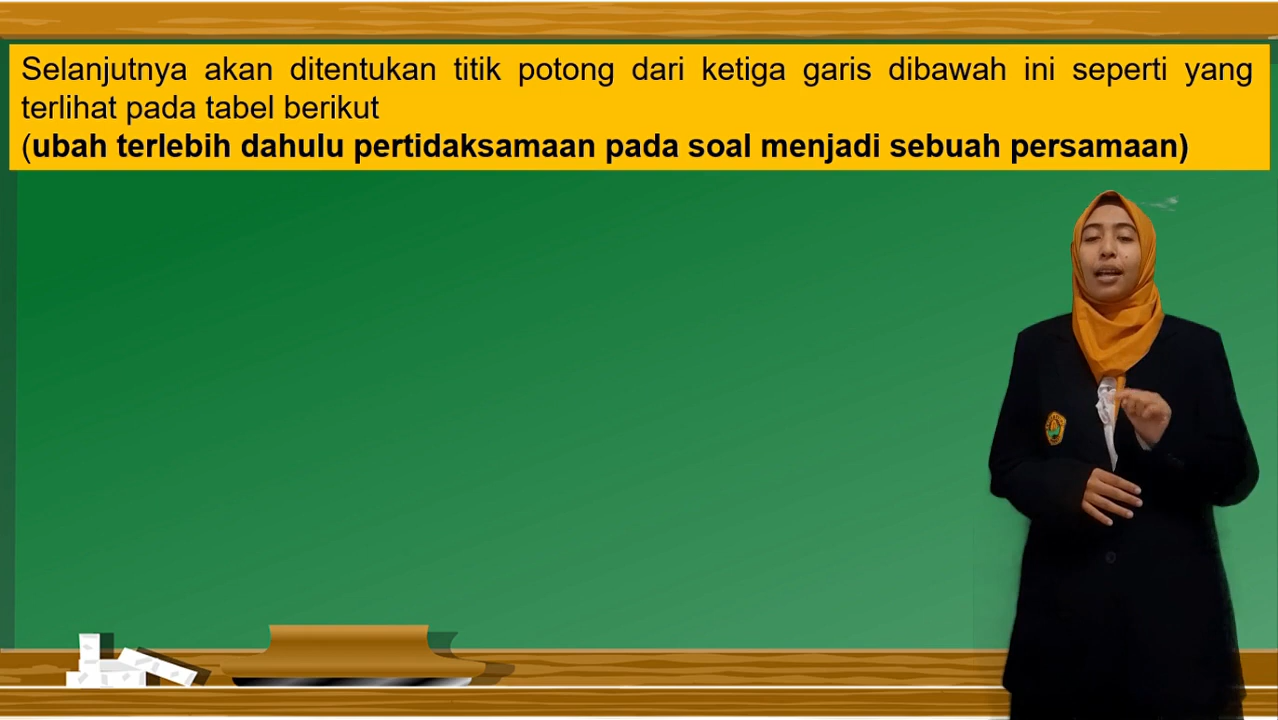 Selanjutnya akan ditentukan titik potong dari ketiga garis dibawah ini seperti yang
terlihat pada tabel berikut
(ubah terlebih dahulu pertidaksamaan pada soal menjadi sebuah persamaan)